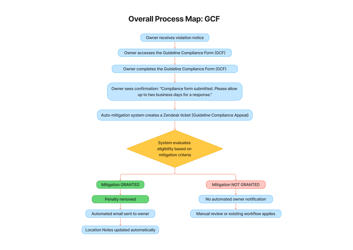 Overall Process Map: GCF
Owner receives violation notice
Owner accesses the Guideline Compliance Form (GCF)
Owner completes the Guideline Compliance Form (GCF)
Owner sees confirmation: "Compliance form submitted. Please allow
up to two business days for a response."
Auto-mitigation system creates a Zendesk ticket (Guideline Compliance Appeal)
System evaluates
eligibility based on
mitigation criteria
Mitigation GRANTED
Mitigation NOT GRANTED
Penalty removed
No automated owner notification
Automated email sent to owner
Manual review or existing workflow applies
Location Notes updated automatically